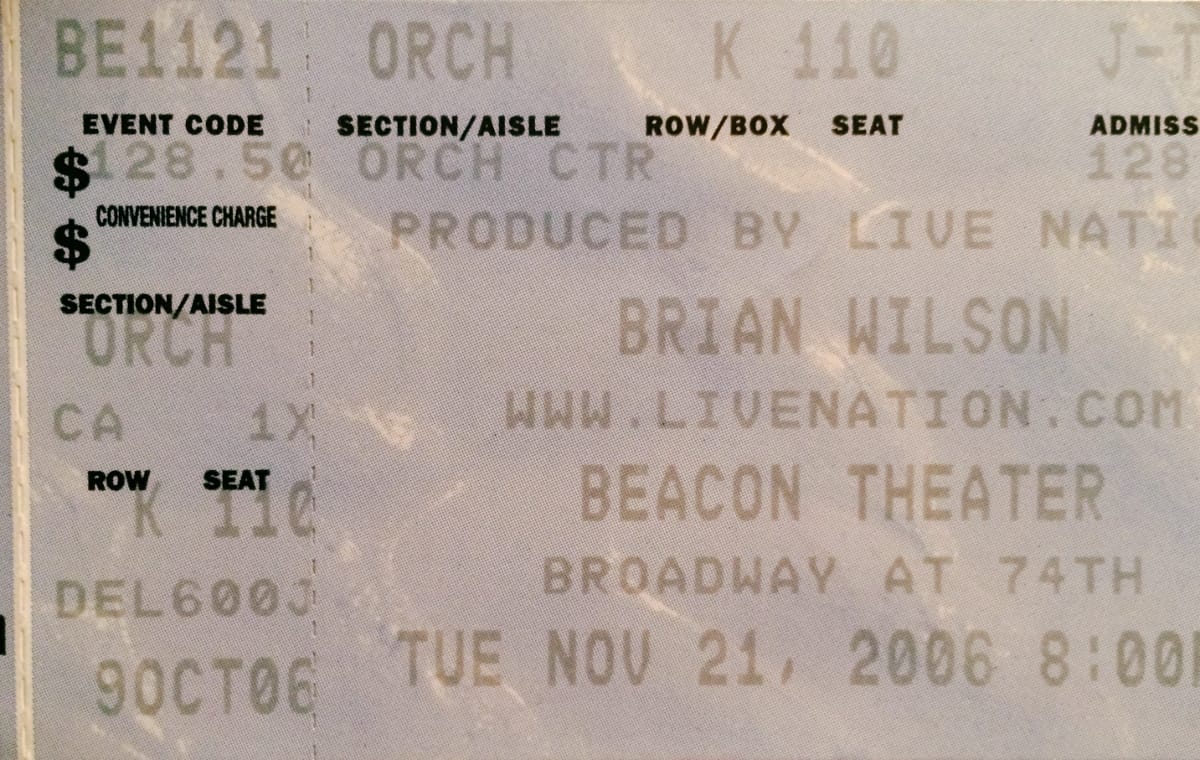 BE1121 ORCH K 110 J-T
EVENT CODE SECTION/AISLE ROW/BOX SEAT ADMISS
$128.50 ORCH CTR 128
CONVENIENCE CHARGE
$ PRODUCED BY LIVE NATI
SECTION/AISLE
ORCH BRIAN WILSON
CA 1X WWW.LIVENATION.COM
ROW SEAT
K 110 BEACON THEATER
DEL600J BROADWAY AT 74TH
9OCT06 TUE NOV 21, 2006 8:00